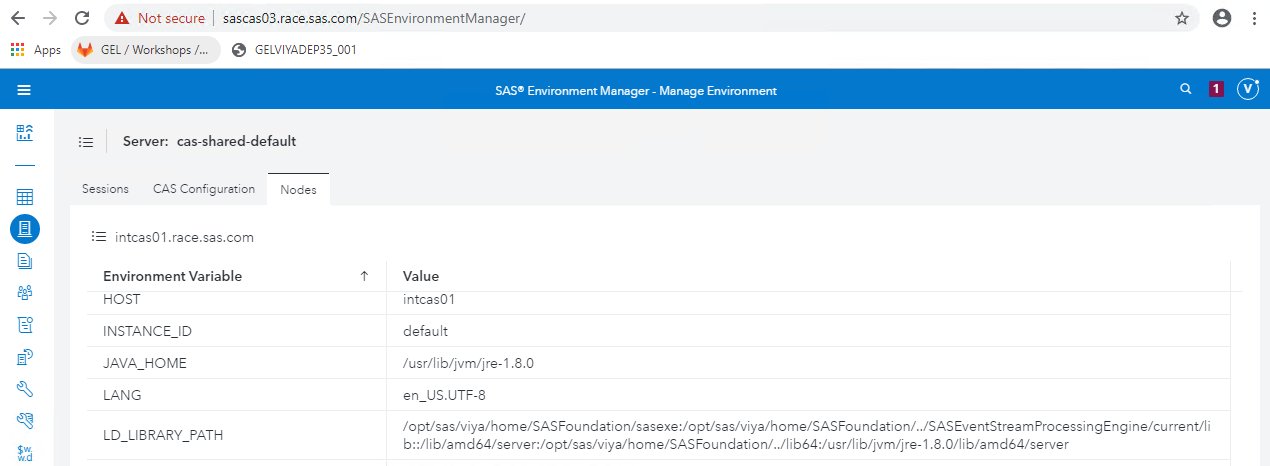 Not secure | sascas03.race.sas.com/SASEnvironmentManager/
Apps GEL / Workshops /... GELVIYADEP35_001
SAS® Environment Manager - Manage Environment 1 V
Server: cas-shared-default
Sessions CAS Configuration Nodes
intcas01.race.sas.com
Environment Variable Value
HOST intcas01
INSTANCE_ID default
JAVA_HOME /usr/lib/jvm/jre-1.8.0
LANG en_US.UTF-8
LD_LIBRARY_PATH /opt/sas/viya/home/SASFoundation/sasexe:/opt/sas/viya/home/SASFoundation/../SASEventStreamProcessingEngine/current/li
b::/lib/amd64/server:/opt/sas/viya/home/SASFoundation/../lib64:/usr/lib/jvm/jre-1.8.0/lib/amd64/server
$w.
w.d